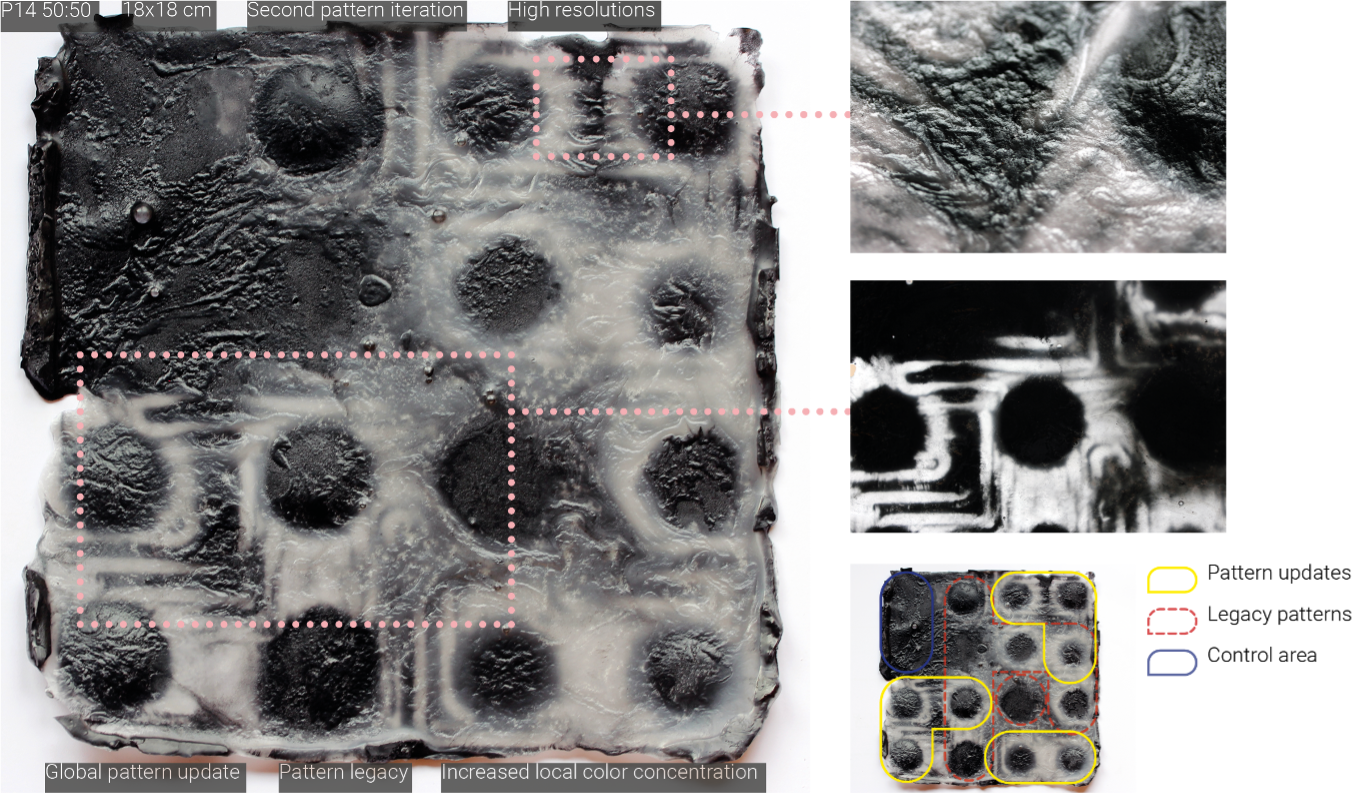 P14 50:50
18x18 cm
Second pattern iteration
High resolutions
Global pattern update
Pattern legacy
Increased local color concentration
Pattern updates
Legacy patterns
Control area